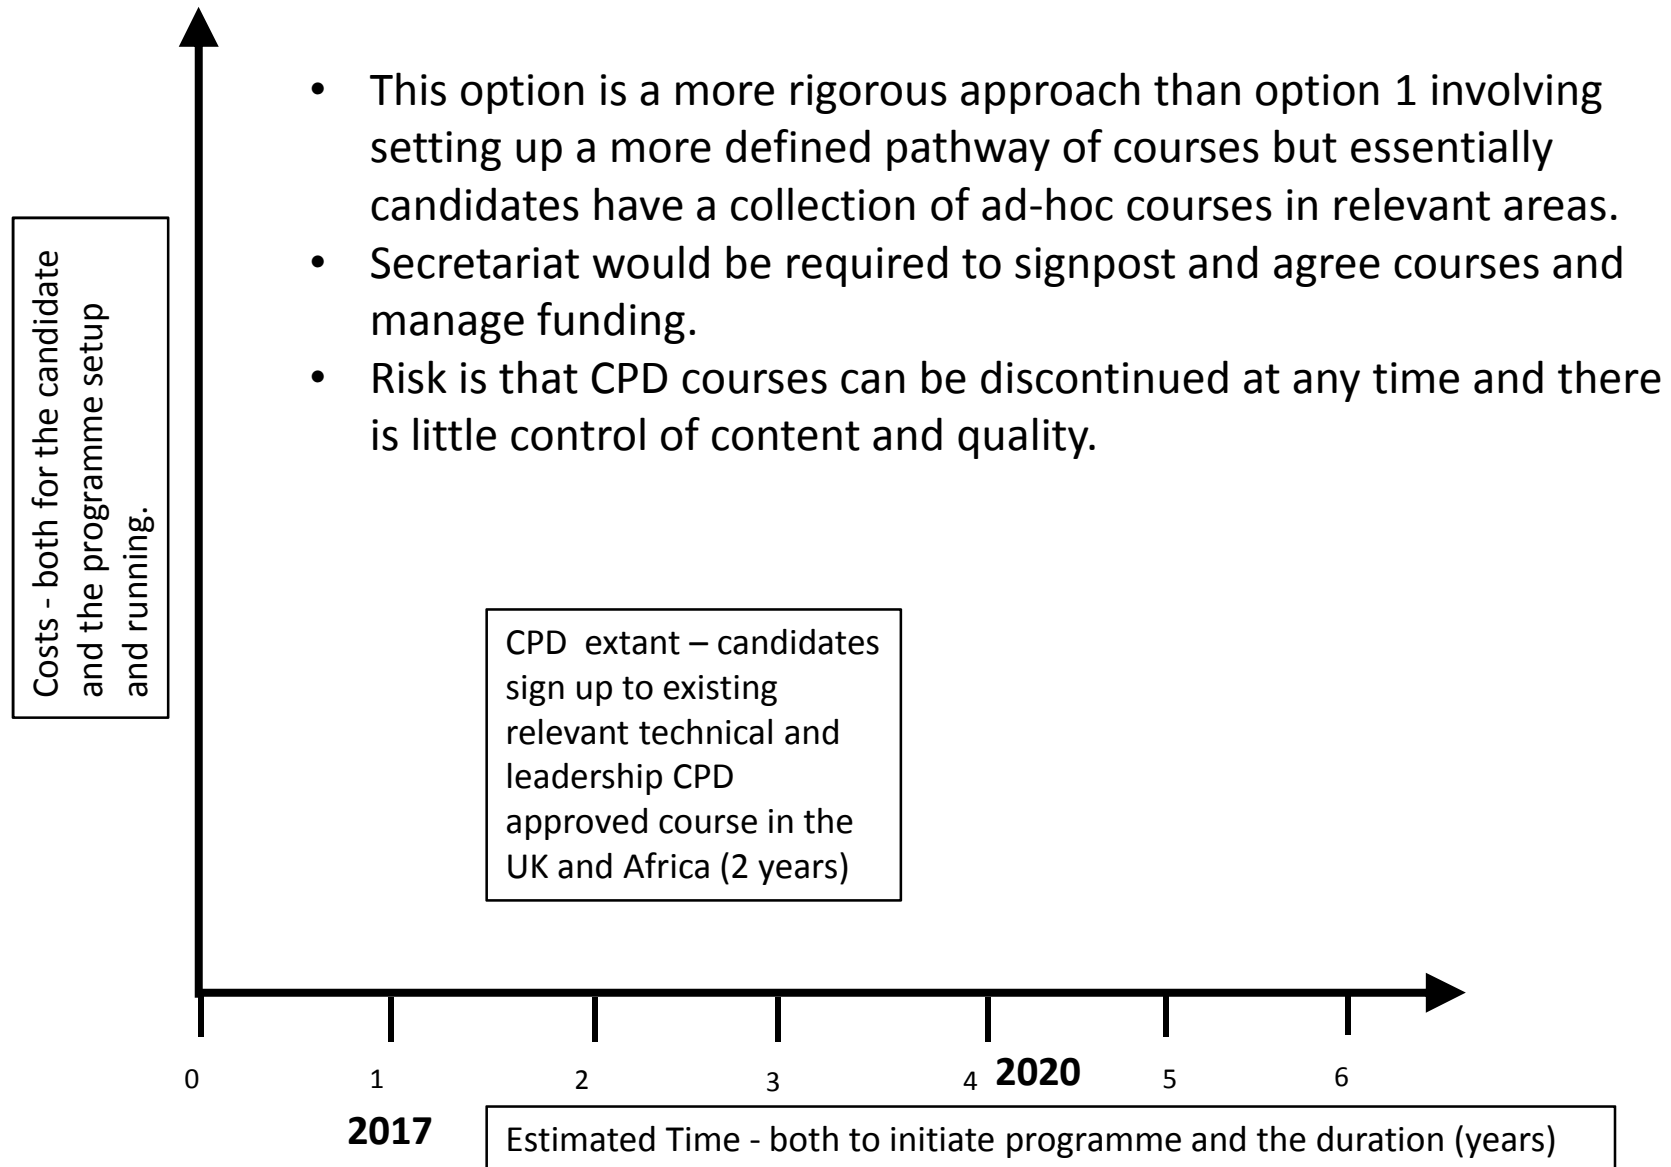 • This option is a more rigorous approach than option 1 involving
setting up a more defined pathway of courses but essentially
candidates have a collection of ad-hoc courses in relevant areas.
• Secretariat would be required to signpost and agree courses and
manage funding.
• Risk is that CPD courses can be discontinued at any time and there
is little control of content and quality.
Costs - both for the candidate
and the programme setup
and running.
CPD extant – candidates
sign up to existing
relevant technical and
leadership CPD
approved course in the
UK and Africa (2 years)
0 1 2 3 4 2020 5 6
2017
Estimated Time - both to initiate programme and the duration (years)